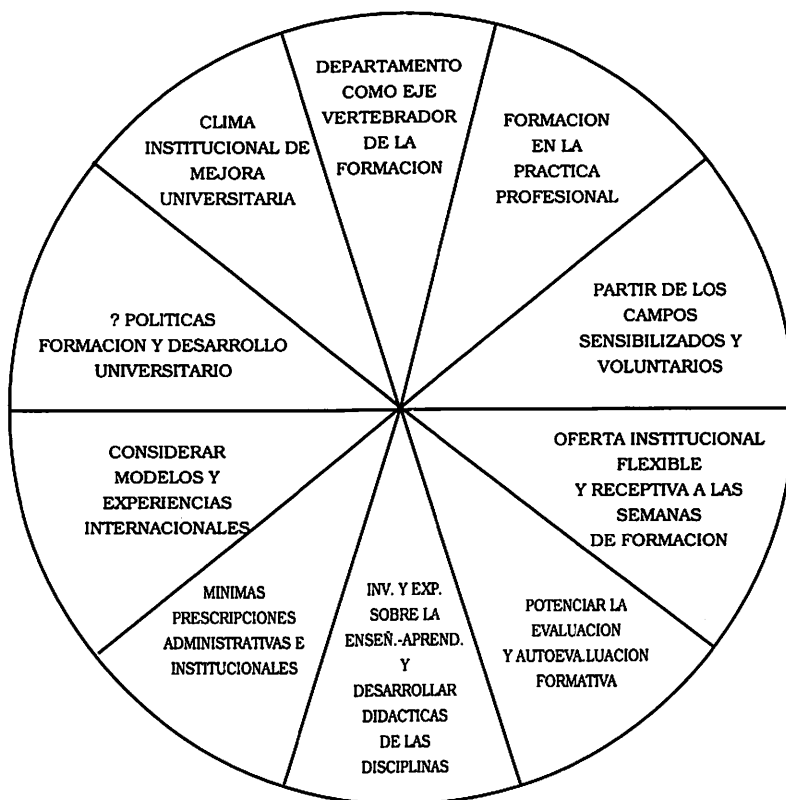 DEPARTAMENTO
COMO EJE
VERTEBRADOR
DE LA
FORMACION
FORMACION
EN LA
PRACTICA
PROFESIONAL
PARTIR DE LOS
CAMPOS
SENSIBILIZADOS Y
VOLUNTARIOS
OFERTA INSTITUCIONAL
FLEXIBLE
Y RECEPTIVA A LAS
SEMANAS
DE FORMACION
POTENCIAR LA
EVALUACION
Y AUTOEVA.LUACION
FORMATIVA
INV. Y EXP.
SOBRE LA
ENSEÑ.-APREND.
Y
DESARROLLAR
DIDACTICAS
DE LAS
DISCIPLINAS
MINIMAS
PRESCRIPCIONES
ADMINISTRATIVAS E
INSTITUCIONALES
CONSIDERAR
MODELOS Y
EXPERIENCIAS
INTERNACIONALES
? POLITICAS
FORMACION Y DESARROLLO
UNIVERSITARIO
CLIMA
INSTITUCIONAL DE
MEJORA
UNIVERSITARIA